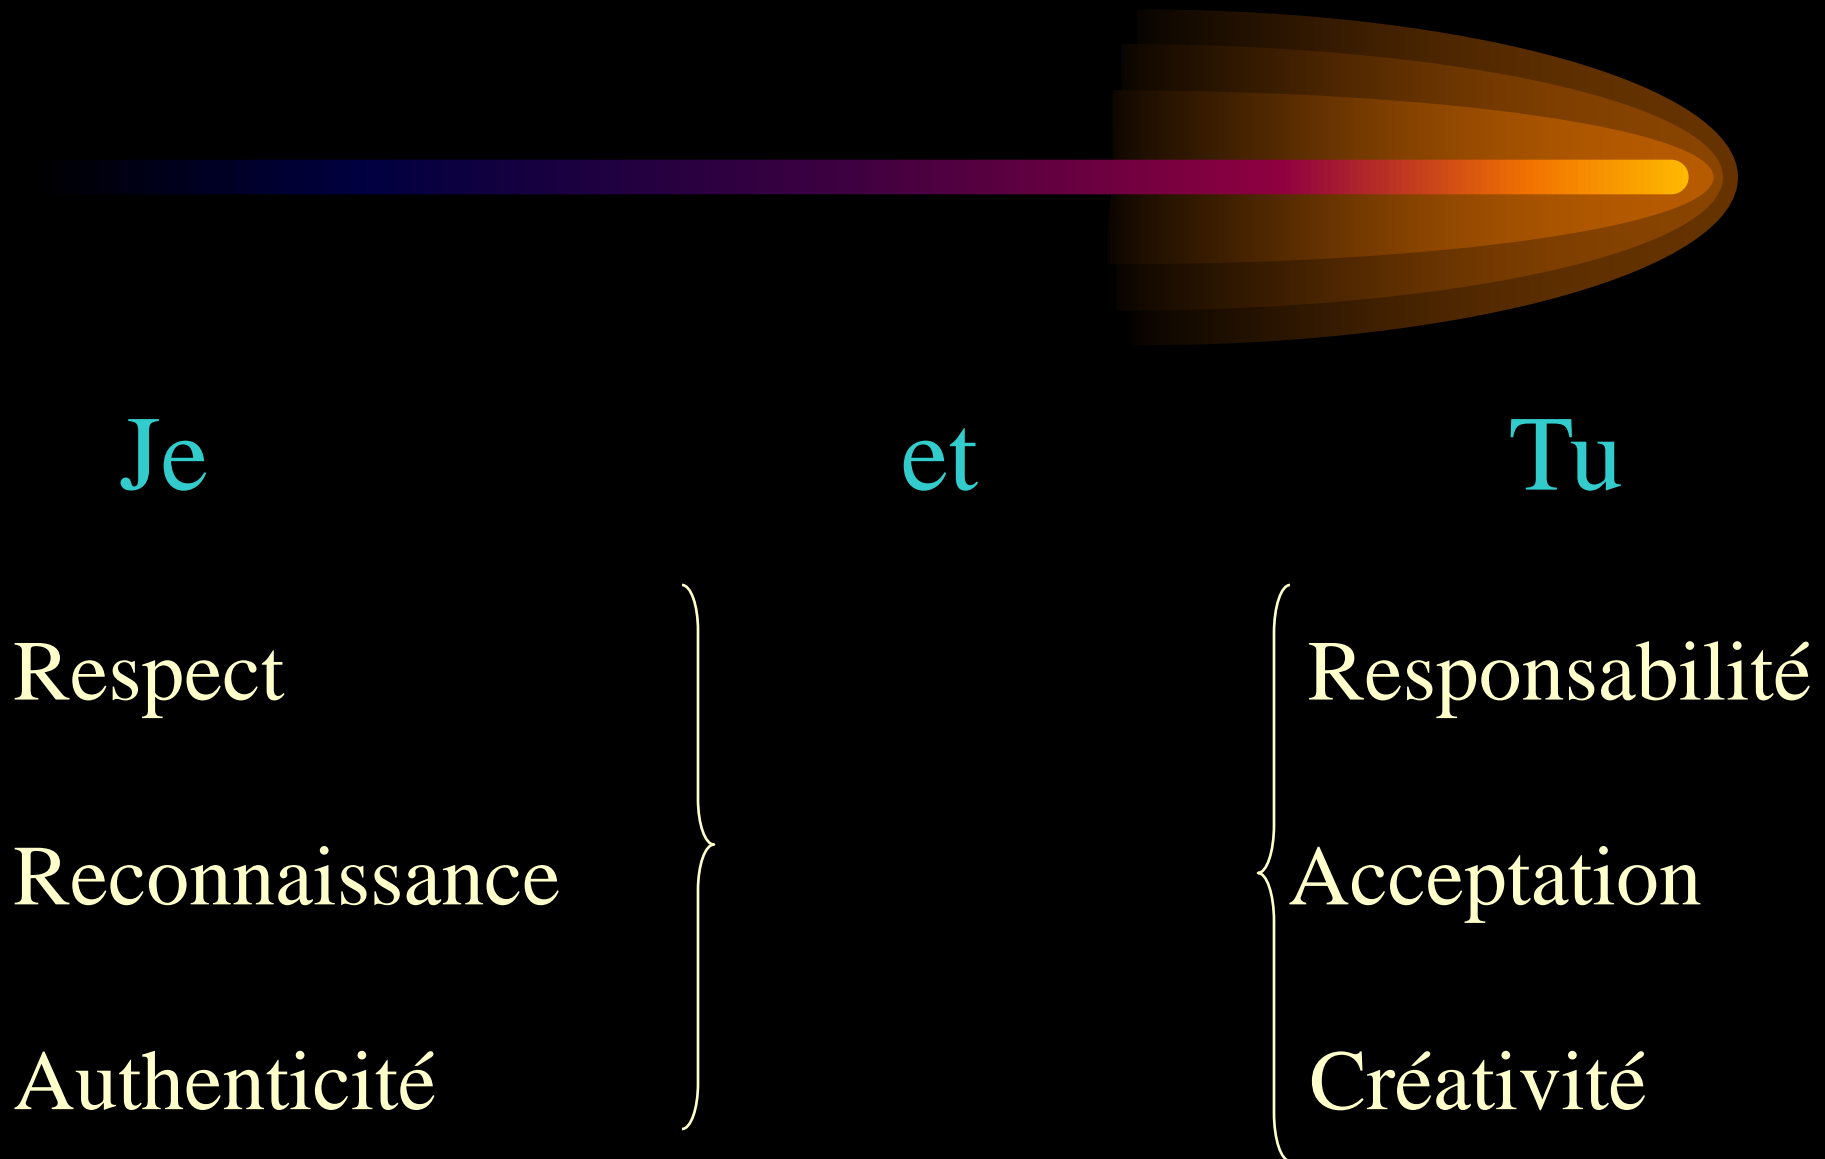 Je et Tu
Respect Responsabilité
Reconnaissance Acceptation
Authenticité Créativité